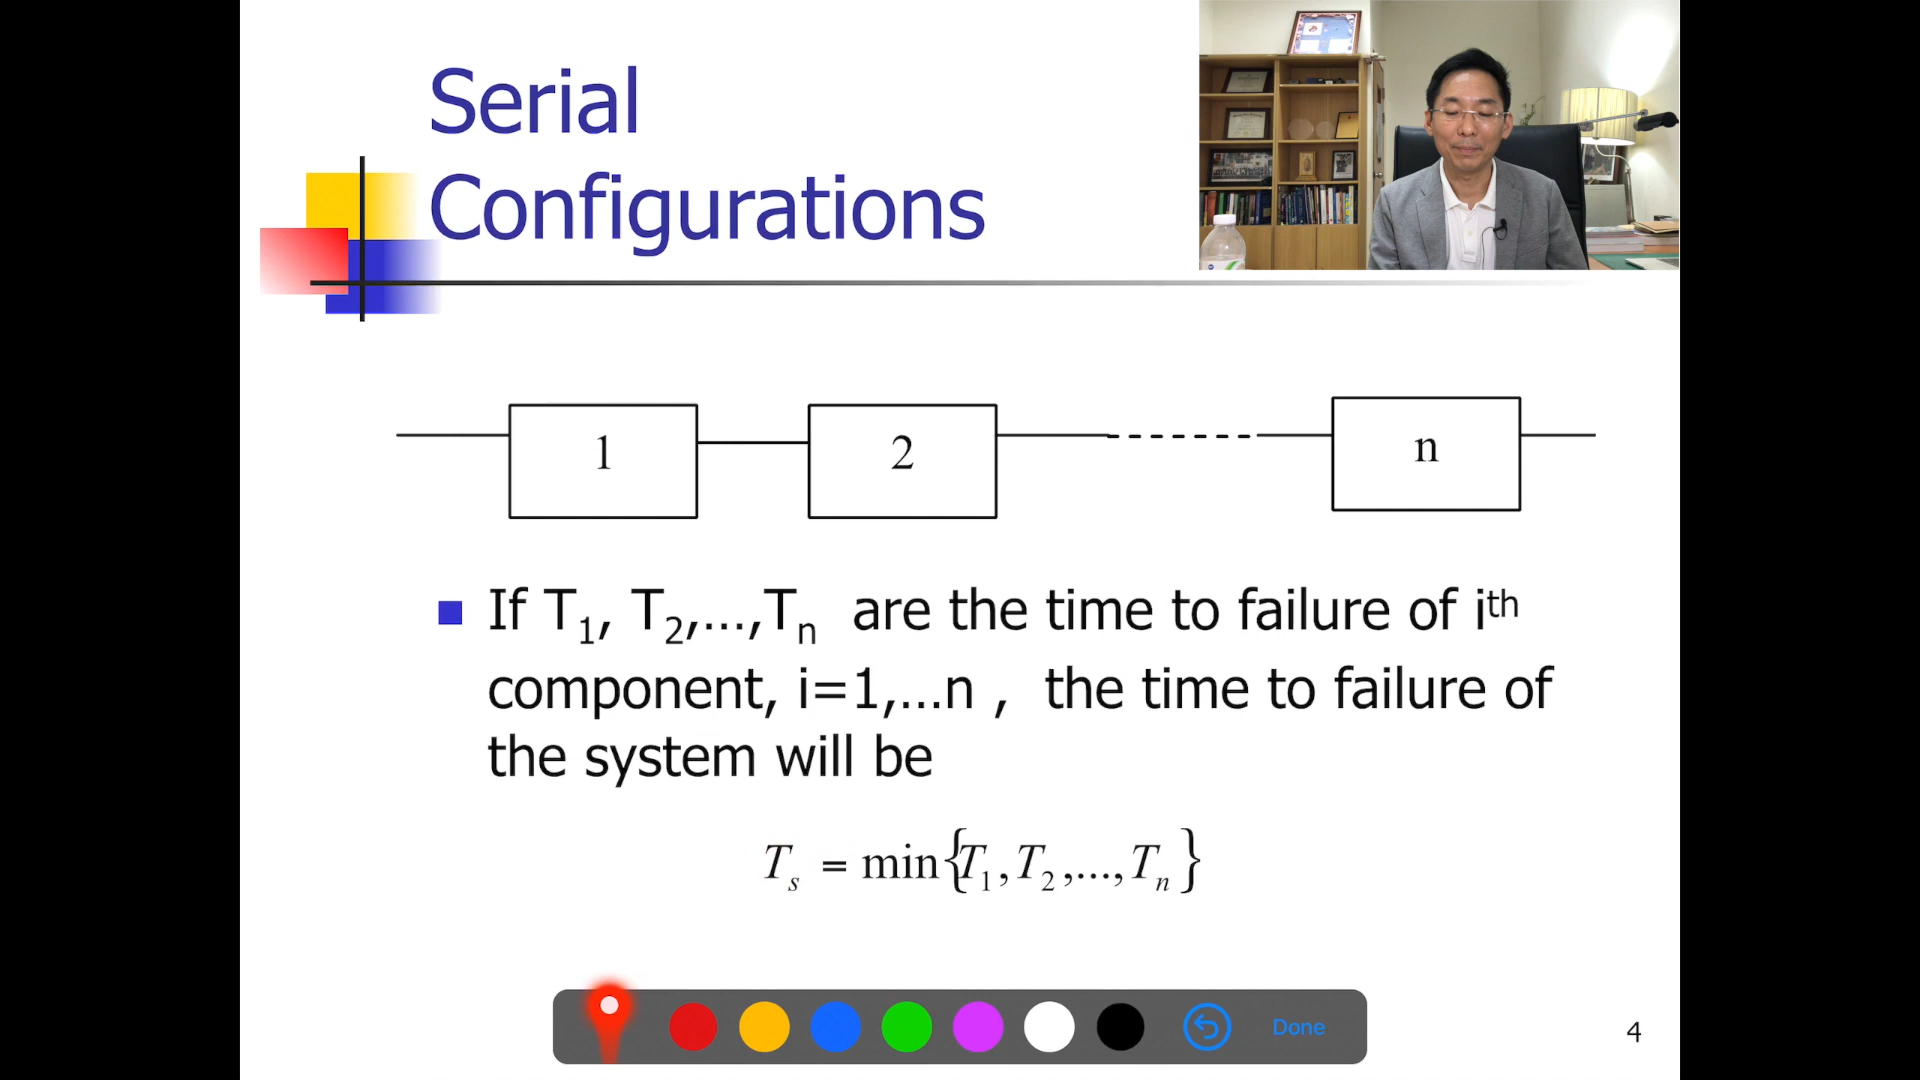 Serial
Configurations
1
2
n
If T₁, T₂,...,Tₙ are the time to failure of iᵗʰ
component, i=1,...n , the time to failure of
the system will be
Tₛ = min{T₁,T₂,...,Tₙ}
Done
4